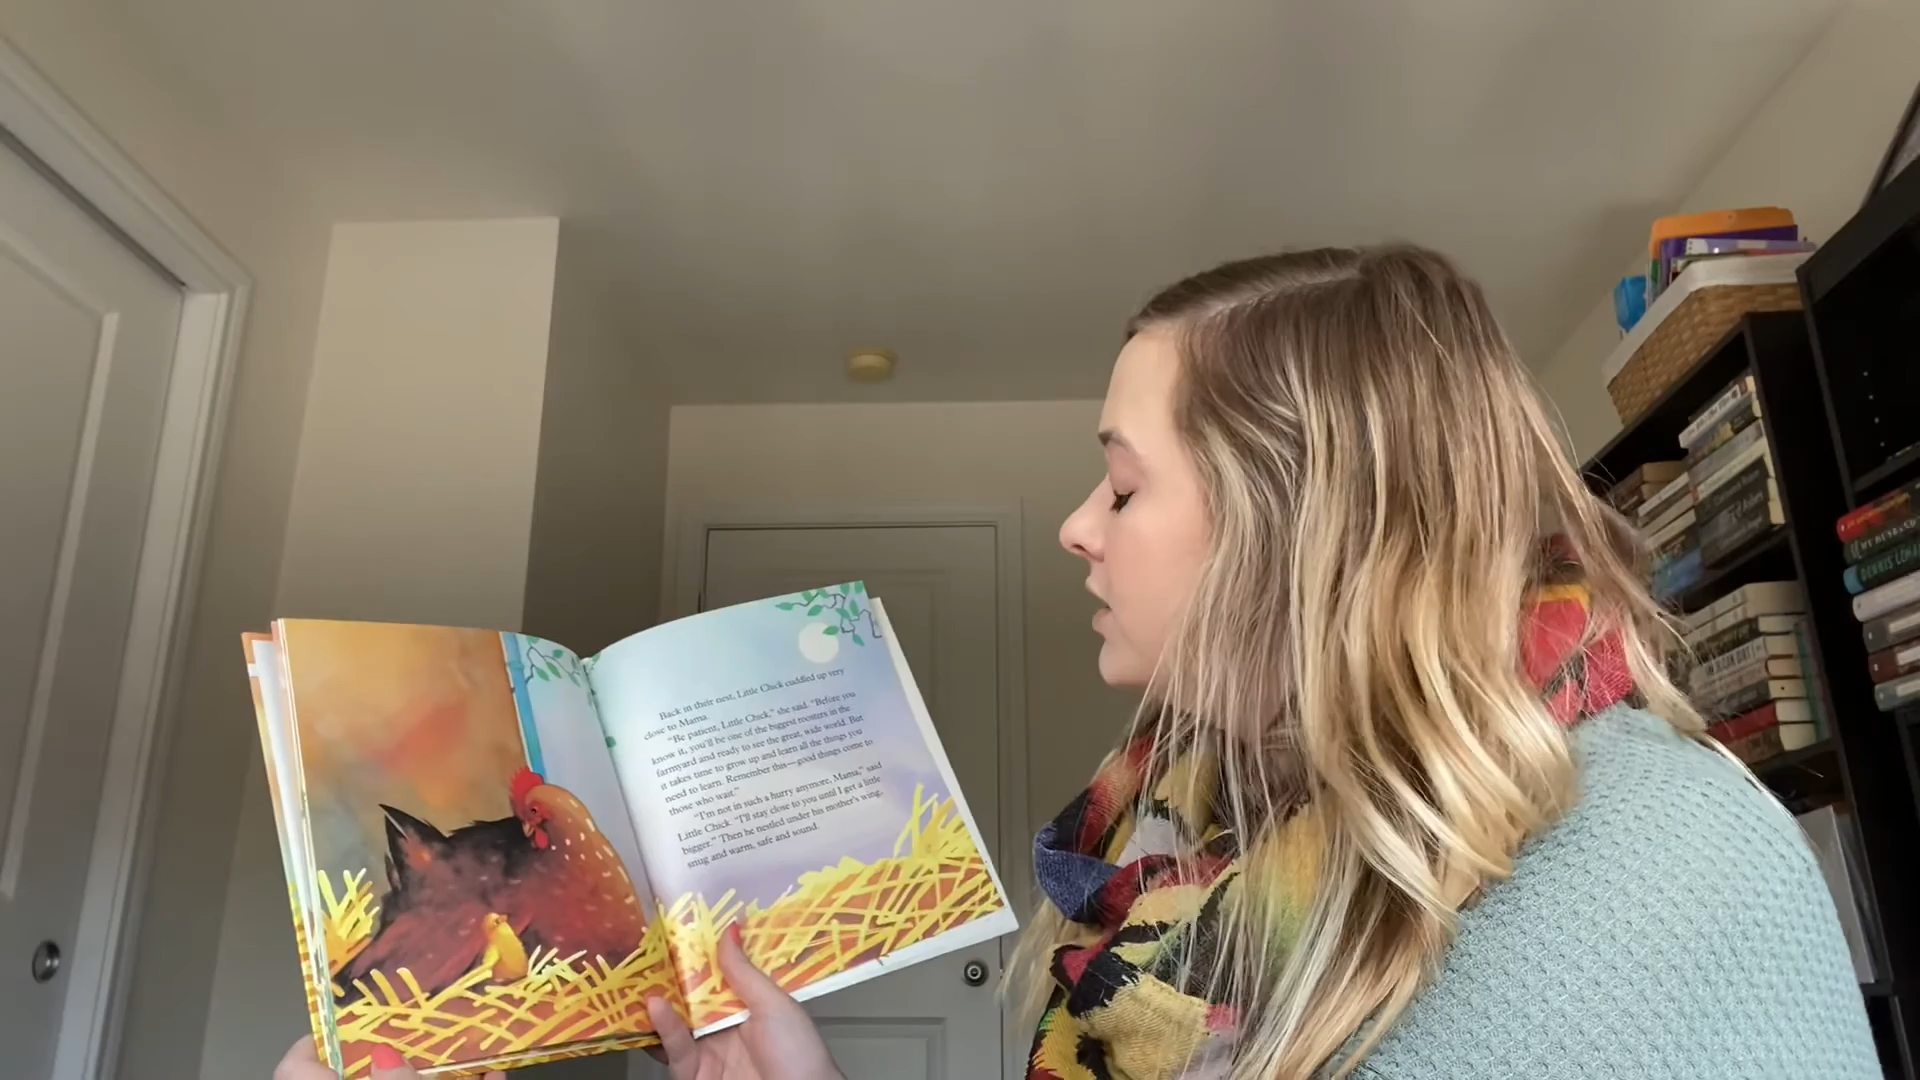 Back in their nest, Little Chick cuddled up very
close to Mama.
"Be patient, Little Chick," she said. "Before you
know it, you'll be one of the biggest roosters in the
farmyard and ready to see the great, wide world. But
it takes time to grow up and learn all the things you
need to learn. Remember this—good things come to
those who wait."
"I'm not in such a hurry anymore, Mama," said
Little Chick. "I'll stay close to you until I get a little
bigger." Then he nestled under his mother's wing,
snug and warm, safe and sound.
DENNIS